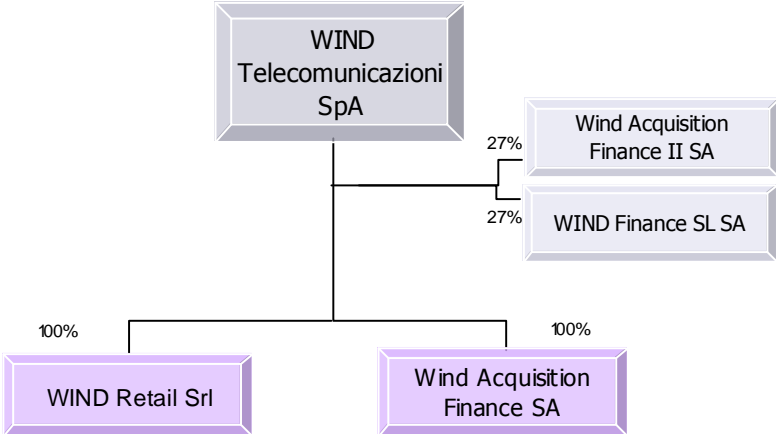 WIND
Telecomunicazioni
SpA
27%
Wind Acquisition
Finance II SA
27%
WIND Finance SL SA
100%
100%
WIND Retail Srl
Wind Acquisition
Finance SA